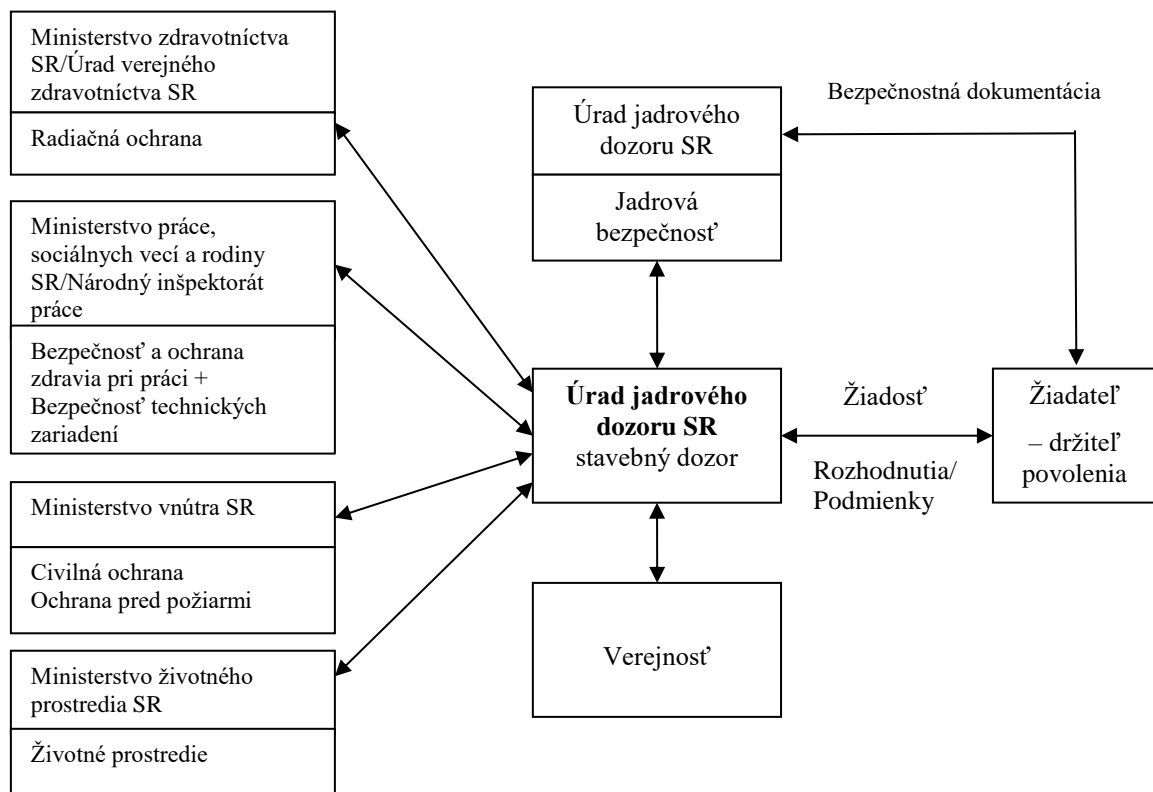 Ministerstvo zdravotníctva
SR/Úrad verejného
zdravotníctva SR
Radiačná ochrana
Ministerstvo práce,
sociálnych vecí a rodiny
SR/Národný inšpektorát
práce
Bezpečnosť a ochrana
zdravia pri práci +
Bezpečnosť technických
zariadení
Ministerstvo vnútra SR
Civilná ochrana
Ochrana pred požiarmi
Ministerstvo životného
prostredia SR
Životné prostredie
Úrad jadrového
dozoru SR
Jadrová
bezpečnosť
Bezpečnostná dokumentácia
Úrad jadrového
dozoru SR
stavebný dozor
Žiadosť
Rozhodnutia/
Podmienky
Žiadateľ
– držiteľ
povolenia
Verejnosť